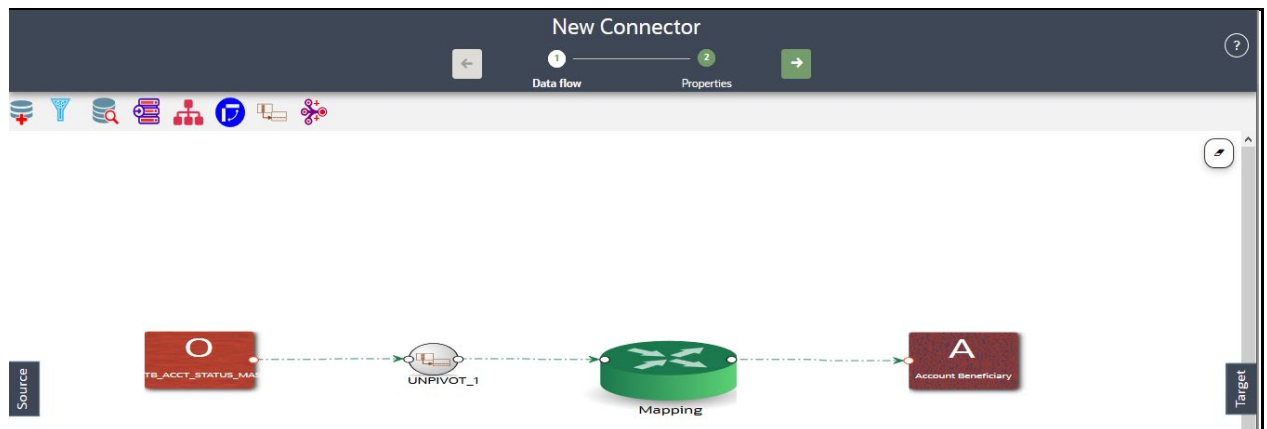 New Connector
?
1
2
Data flow
Properties
Source
O
TB_ACCT_STATUS_MAS
UNPIVOT_1
Mapping
A
Account Beneficiary
Target